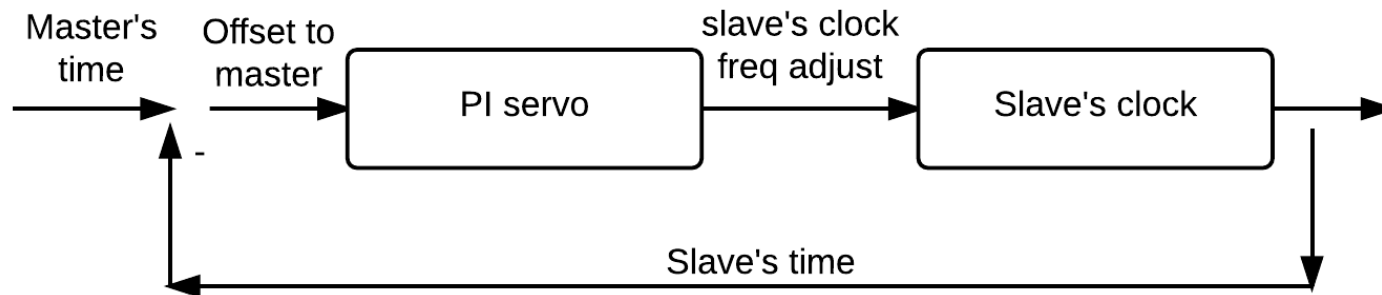 Master's
time
Offset to
master
PI servo
slave's clock
freq adjust
Slave's clock
-
Slave's time